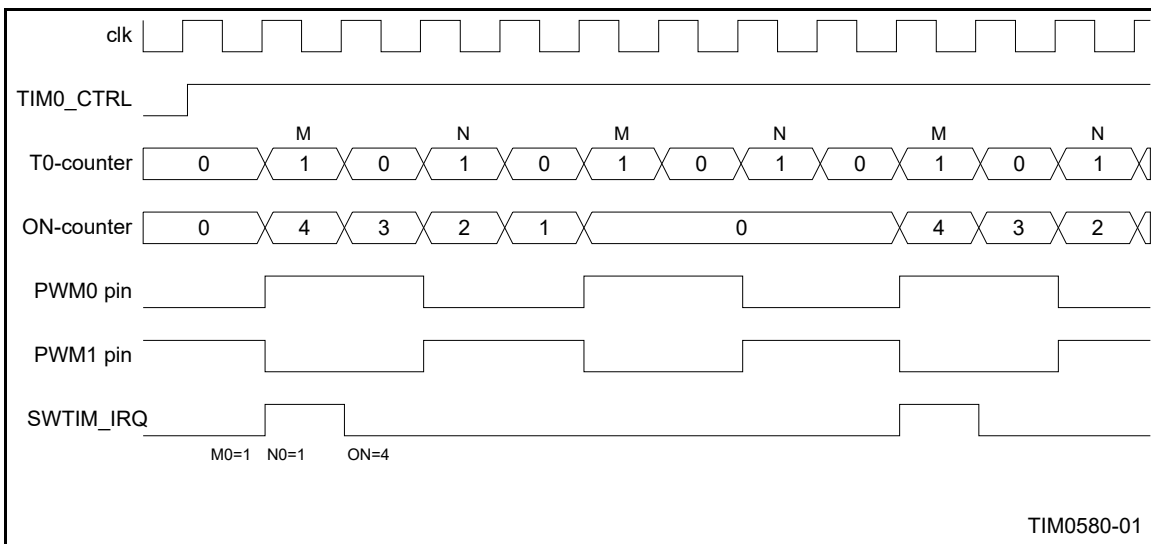 clk
TIM0_CTRL
M N M N M N
T0-counter 0 1 0 1 0 1 0 1 0 1 0 1
ON-counter 0 4 3 2 1 0 4 3 2
PWM0 pin
PWM1 pin
SWTIM_IRQ
M0=1 N0=1 ON=4
TIM0580-01